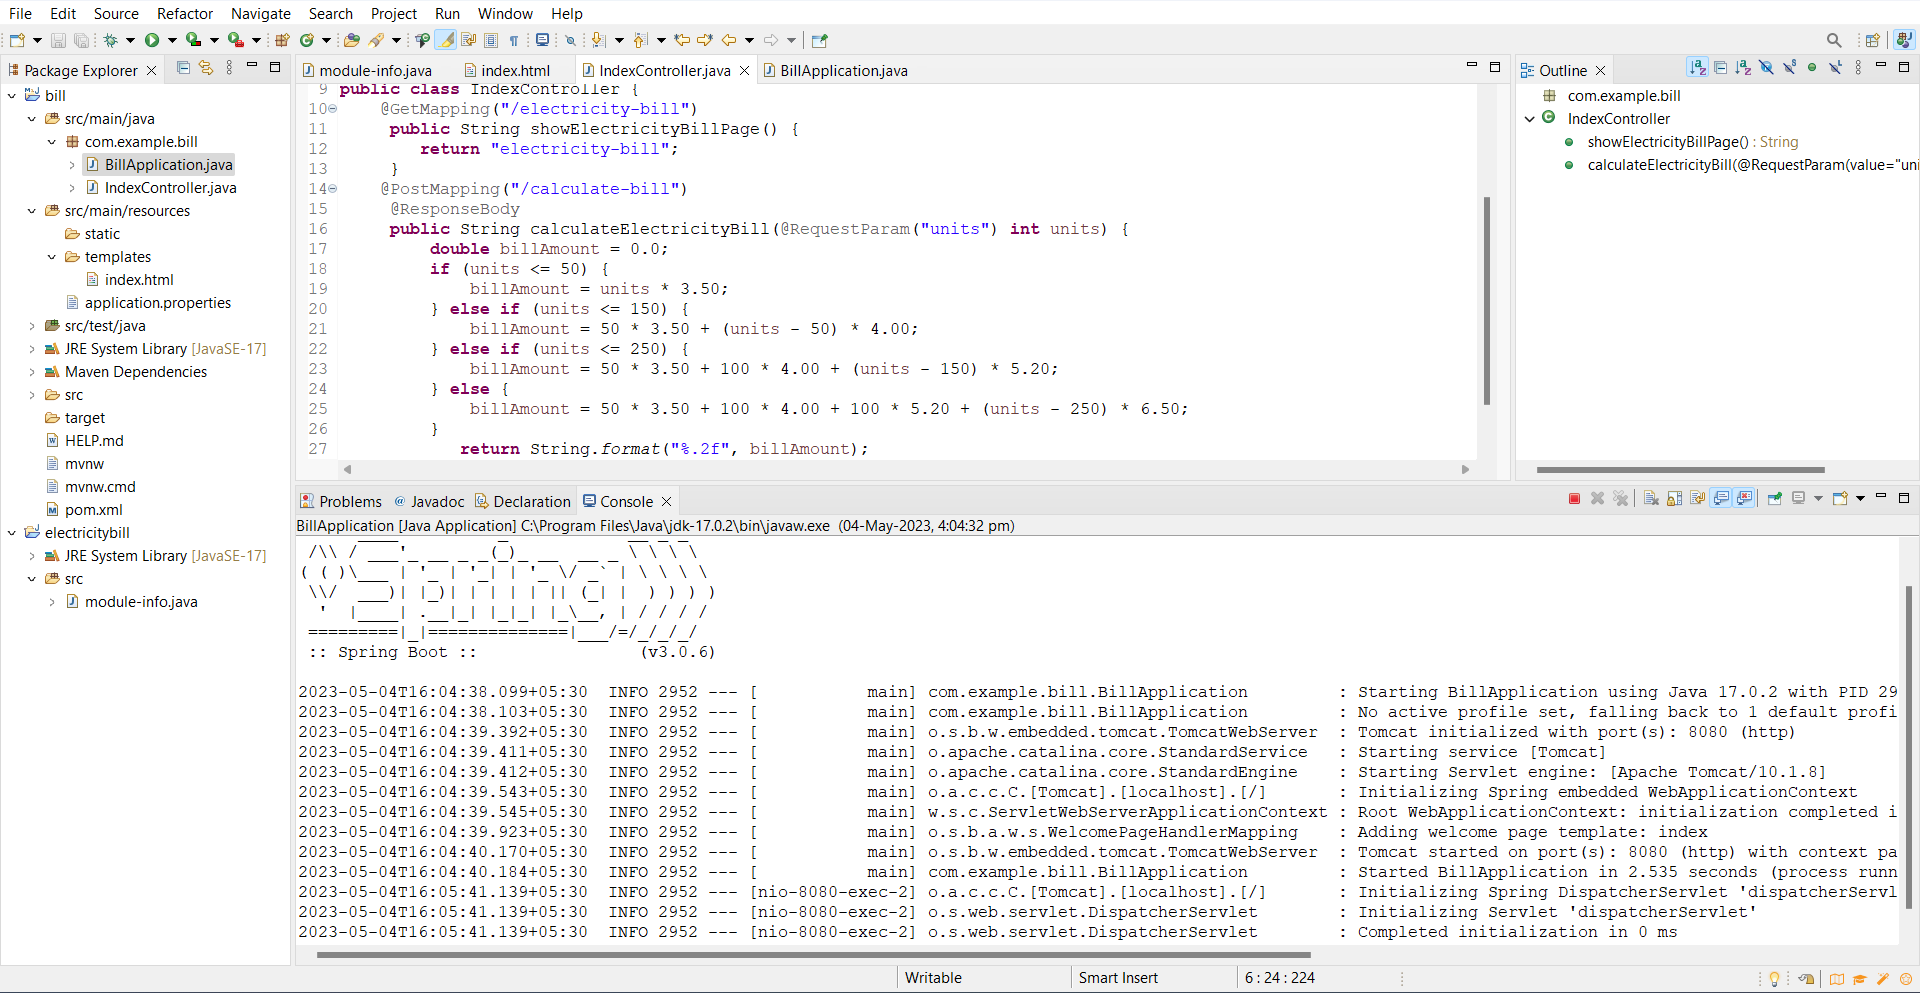 File Edit Source Refactor Navigate Search Project Run Window Help
Package Explorer
bill
src/main/java
com.example.bill
BillApplication.java
IndexController.java
src/main/resources
static
templates
index.html
application.properties
src/test/java
JRE System Library [JavaSE-17]
Maven Dependencies
src
target
HELP.md
mvnw
mvnw.cmd
pom.xml
electricitybill
JRE System Library [JavaSE-17]
src
module-info.java
module-info.java index.html IndexController.java BillApplication.java
9 public class IndexController {
10 @GetMapping("/electricity-bill")
11 public String showElectricityBillPage() {
12 return "electricity-bill";
13 }
14 @PostMapping("/calculate-bill")
15 @ResponseBody
16 public String calculateElectricityBill(@RequestParam("units") int units) {
17 double billAmount = 0.0;
18 if (units <= 50) {
19 billAmount = units * 3.50;
20 } else if (units <= 150) {
21 billAmount = 50 * 3.50 + (units - 50) * 4.00;
22 } else if (units <= 250) {
23 billAmount = 50 * 3.50 + 100 * 4.00 + (units - 150) * 5.20;
24 } else {
25 billAmount = 50 * 3.50 + 100 * 4.00 + 100 * 5.20 + (units - 250) * 6.50;
26 }
27 return String.format("%.2f", billAmount);
Outline
com.example.bill
IndexController
showElectricityBillPage() : String
calculateElectricityBill(@RequestParam(value="uni
Problems @ Javadoc Declaration Console
BillApplication [Java Application] C:\Program Files\Java\jdk-17.0.2\bin\javaw.exe (04-May-2023, 4:04:32 pm)
Spring
:: Spring Boot :: (v3.0.6)
2023-05-04T16:04:38.099+05:30 INFO 2952 --- [ main] com.example.bill.BillApplication : Starting BillApplication using Java 17.0.2 with PID 29
2023-05-04T16:04:38.103+05:30 INFO 2952 --- [ main] com.example.bill.BillApplication : No active profile set, falling back to 1 default profi
2023-05-04T16:04:39.392+05:30 INFO 2952 --- [ main] o.s.b.w.embedded.tomcat.TomcatWebServer : Tomcat initialized with port(s): 8080 (http)
2023-05-04T16:04:39.411+05:30 INFO 2952 --- [ main] o.apache.catalina.core.StandardService : Starting service [Tomcat]
2023-05-04T16:04:39.412+05:30 INFO 2952 --- [ main] o.apache.catalina.core.StandardEngine : Starting Servlet engine: [Apache Tomcat/10.1.8]
2023-05-04T16:04:39.543+05:30 INFO 2952 --- [ main] o.a.c.c.C.[Tomcat].[localhost].[/] : Initializing Spring embedded WebApplicationContext
2023-05-04T16:04:39.545+05:30 INFO 2952 --- [ main] w.s.c.ServletWebServerApplicationContext : Root WebApplicationContext: initialization completed i
2023-05-04T16:04:39.923+05:30 INFO 2952 --- [ main] o.s.b.a.w.s.WelcomePageHandlerMapping : Adding welcome page template: index
2023-05-04T16:04:40.170+05:30 INFO 2952 --- [ main] o.s.b.w.embedded.tomcat.TomcatWebServer : Tomcat started on port(s): 8080 (http) with context pa
2023-05-04T16:04:40.184+05:30 INFO 2952 --- [ main] com.example.bill.BillApplication : Started BillApplication in 2.535 seconds (process runn
2023-05-04T16:05:41.139+05:30 INFO 2952 --- [nio-8080-exec-2] o.a.c.c.C.[Tomcat].[localhost].[/] : Initializing Spring DispatcherServlet 'dispatcherServl
2023-05-04T16:05:41.139+05:30 INFO 2952 --- [nio-8080-exec-2] o.s.web.servlet.DispatcherServlet : Initializing Servlet 'dispatcherServlet'
2023-05-04T16:05:41.139+05:30 INFO 2952 --- [nio-8080-exec-2] o.s.web.servlet.DispatcherServlet : Completed initialization in 0 ms
Writable Smart Insert 6 : 24 : 224